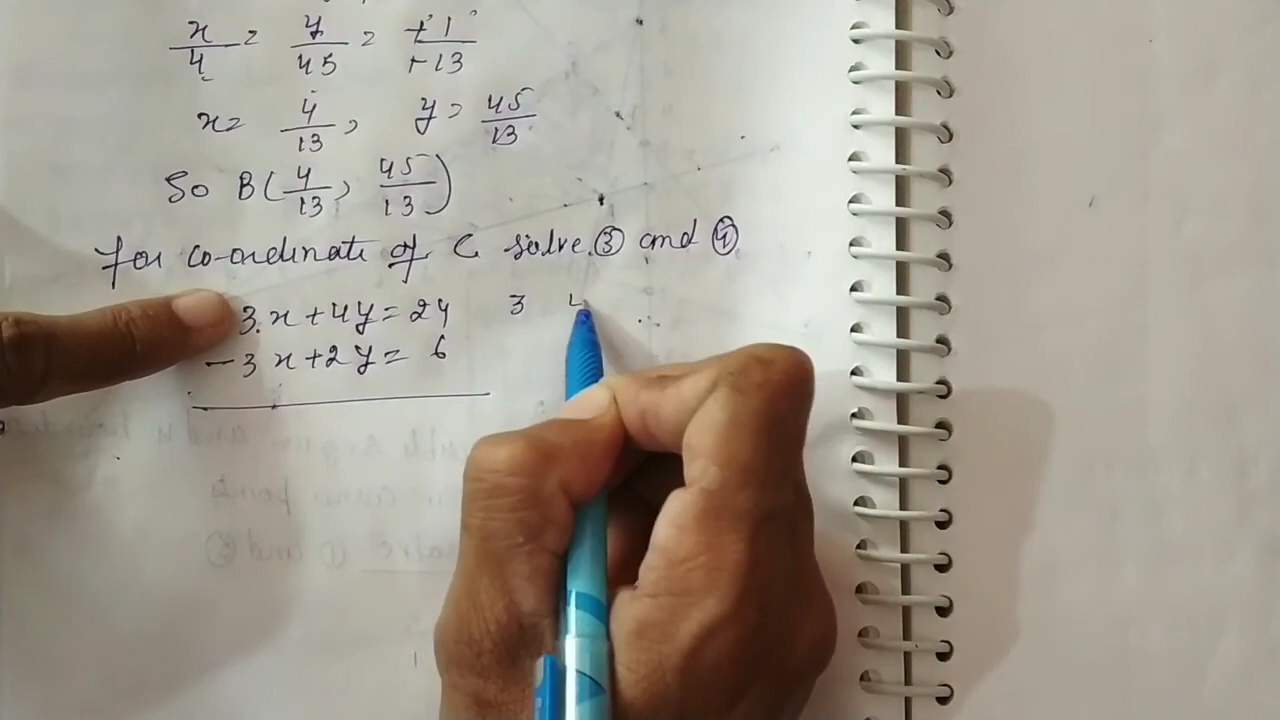 x/4 = y/45 = +1/+13
x = 4/13, y = 45/13
So B(4/13, 45/13)
for co-ordinate of C solve ③ and ④
3x + 4y = 24 3 4
-3x + 2y = 6